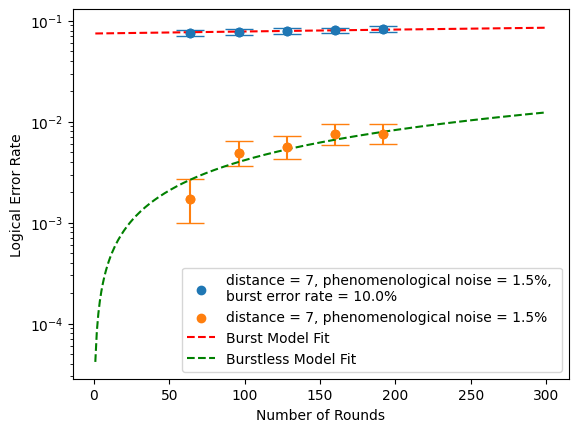 10⁻¹
10⁻²
10⁻³
10⁻⁴
Logical Error Rate
distance = 7, phenomenological noise = 1.5%,
burst error rate = 10.0%
distance = 7, phenomenological noise = 1.5%
Burst Model Fit
Burstless Model Fit
0 50 100 150 200 250 300
Number of Rounds